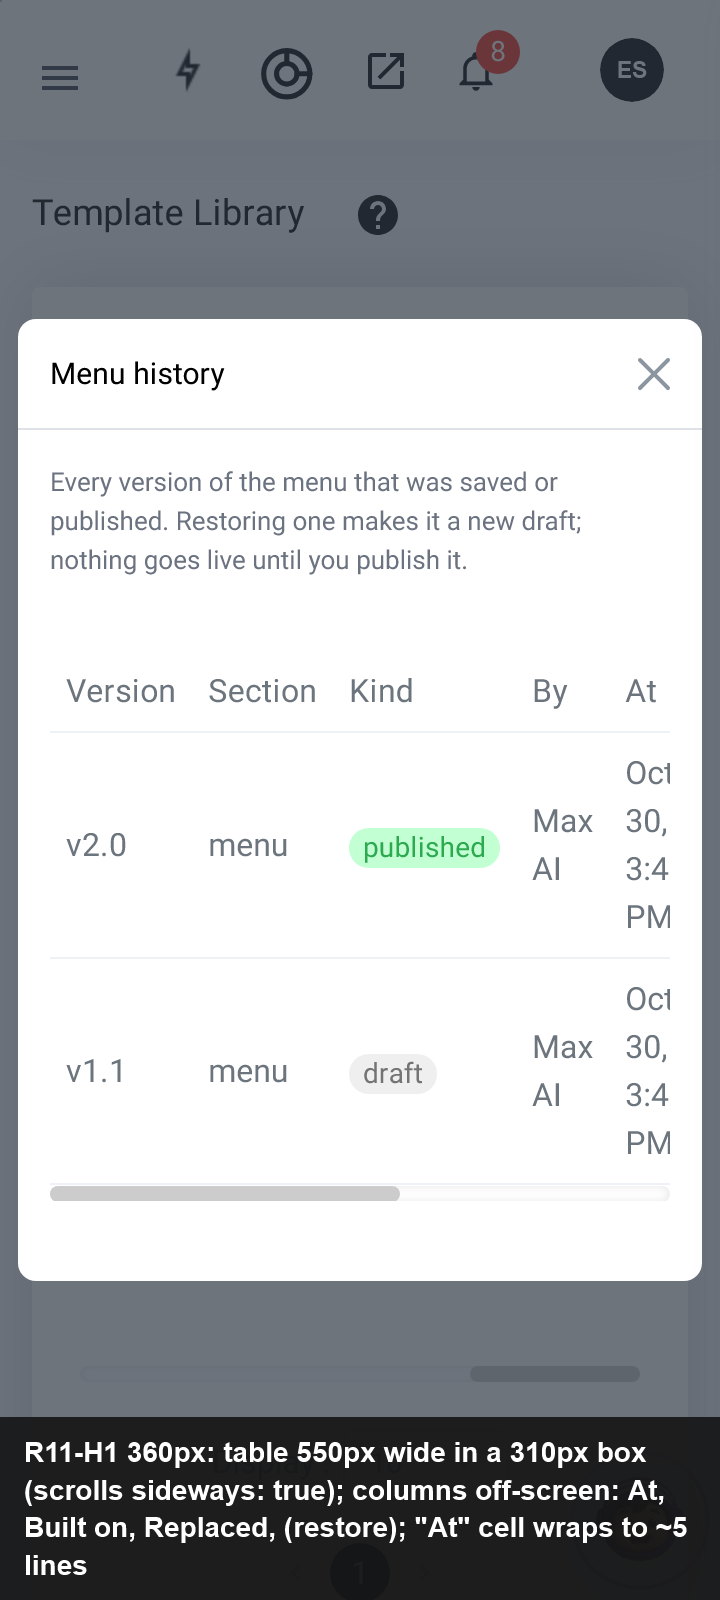 8
ES
Template Library
?
Menu history
Every version of the menu that was saved or
published. Restoring one makes it a new draft;
nothing goes live until you publish it.
Version Section Kind By At
v2.0 menu published Max AI Oct 30, 3:4 PM
v1.1 menu draft Max AI Oct 30, 3:4 PM
R11-H1 360px: table 550px wide in a 310px box
(scrolls sideways: true); columns off-screen: At,
Built on, Replaced, (restore); "At" cell wraps to ~5
lines
1